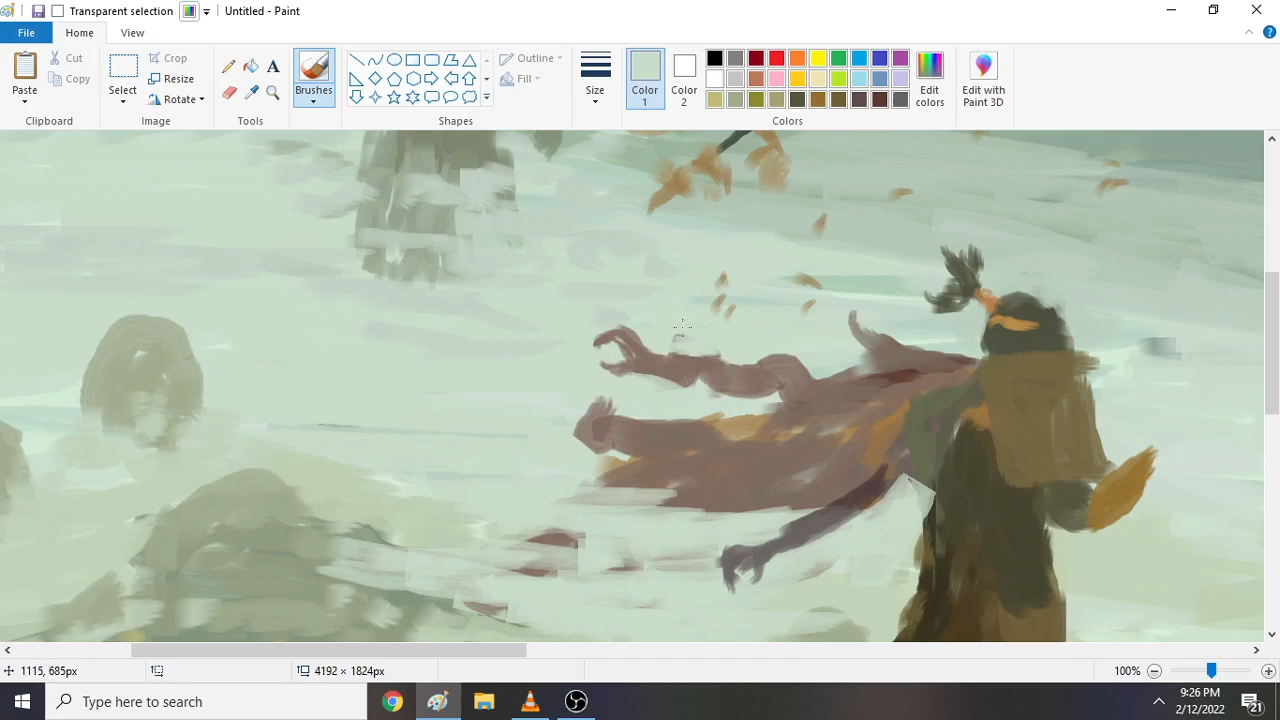 Transparent selection Untitled - Paint
File Home View
Paste
Cut
Copy
Clipboard
Select
Crop
Resize
Rotate
Image
A
Tools
Brushes
Outline
Fill
Shapes
Size
Color 1
Color 2
Edit colors
Colors
Edit with Paint 3D
1115, 685px 4192 × 1824px 100%
Type here to search
9:26 PM
2/12/2022
21